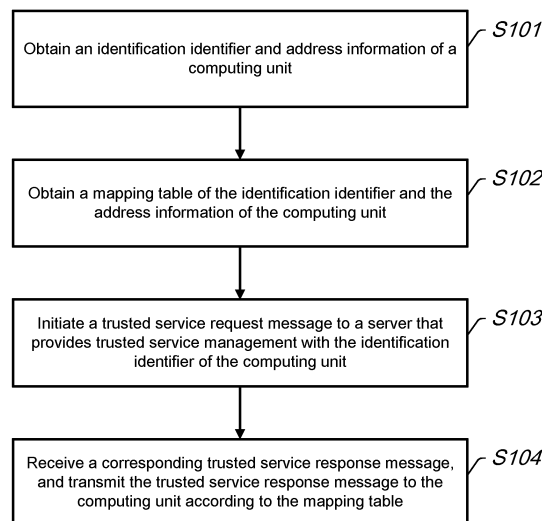 S101
Obtain an identification identifier and address information of a
computing unit
S102
Obtain a mapping table of the identification identifier and the
address information of the computing unit
S103
Initiate a trusted service request message to a server that
provides trusted service management with the identification
identifier of the computing unit
S104
Receive a corresponding trusted service response message,
and transmit the trusted service response message to the
computing unit according to the mapping table